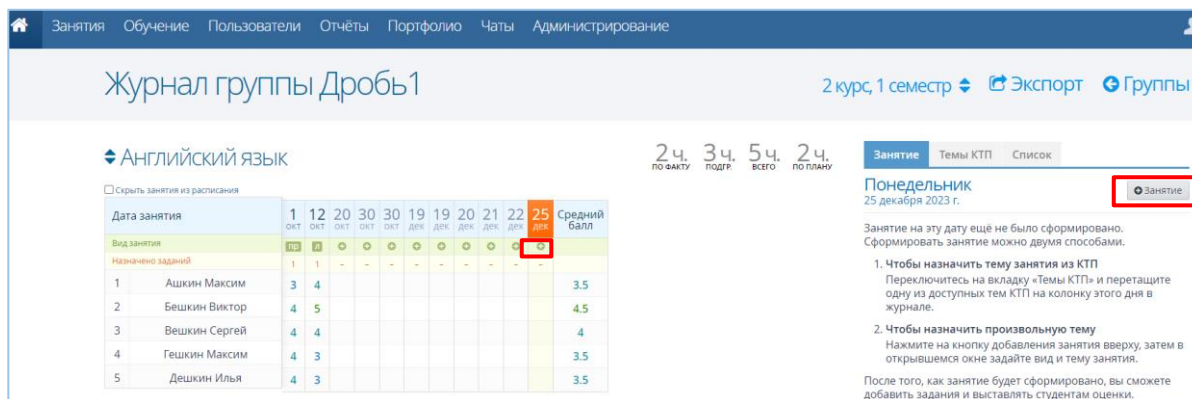 Занятия Обучение Пользователи Отчёты Портфолио Чаты Администрирование
Журнал группы Дробь1
2 курс, 1 семестр Экспорт Группы
Английский язык
2 ч. 3 ч. 5 ч. 2 ч.
ПО ФАКТУ ПОДГР. ВСЕГО ПО ПЛАНУ
Скрыть занятия из расписания
Дата занятия 1 12 20 30 30 19 19 20 21 22 25 Средний балл
окт окт окт окт окт дек дек дек дек дек дек
Вид занятия пр л
Назначено заданий 1 1 - - - - - - - - -
1 Ашкин Максим 3 4 3.5
2 Бешкин Виктор 4 5 4.5
3 Вешкин Сергей 4 4 4
4 Гешкин Максим 4 3 3.5
5 Дешкин Илья 4 3 3.5
Занятие Темы КТП Список
Понедельник
25 декабря 2023 г.
Занятие
Занятие на эту дату ещё не было сформировано.
Сформировать занятие можно двумя способами.
1. Чтобы назначить тему занятия из КТП
Переключитесь на вкладку «Темы КТП» и перетащите
одну из доступных тем КТП на колонку этого дня в
журнале.
2. Чтобы назначить произвольную тему
Нажмите на кнопку добавления занятия вверху, затем в
открывшемся окне задайте вид и тему занятия.
После того, как занятие будет сформировано, вы сможете
добавить задания и выставлять студентам оценки.